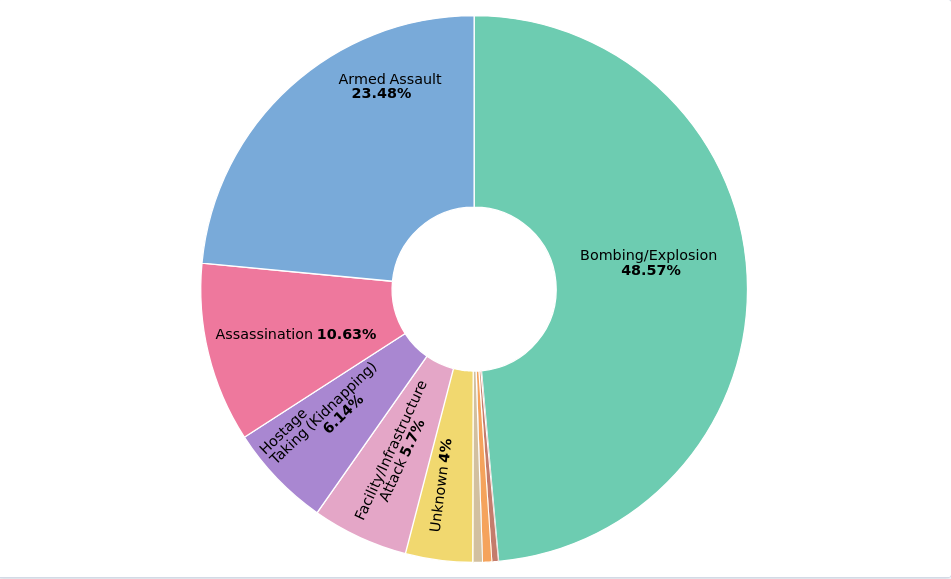 Armed Assault
23.48%
Bombing/Explosion
48.57%
Assassination 10.63%
Hostage
Taking (Kidnapping)
6.14%
Facility/Infrastructure
Attack 5.7%
Unknown 4%